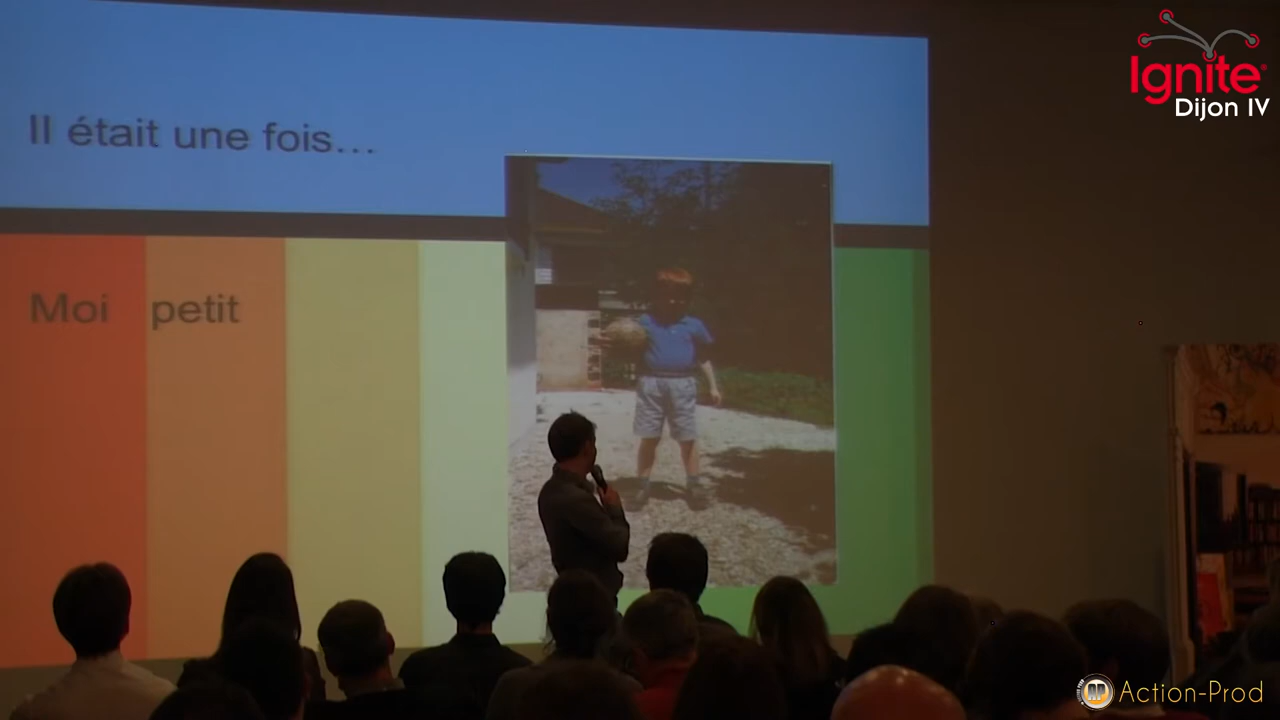 Il était une fois...
Moi petit
Ignite
Dijon IV
Action-Prod